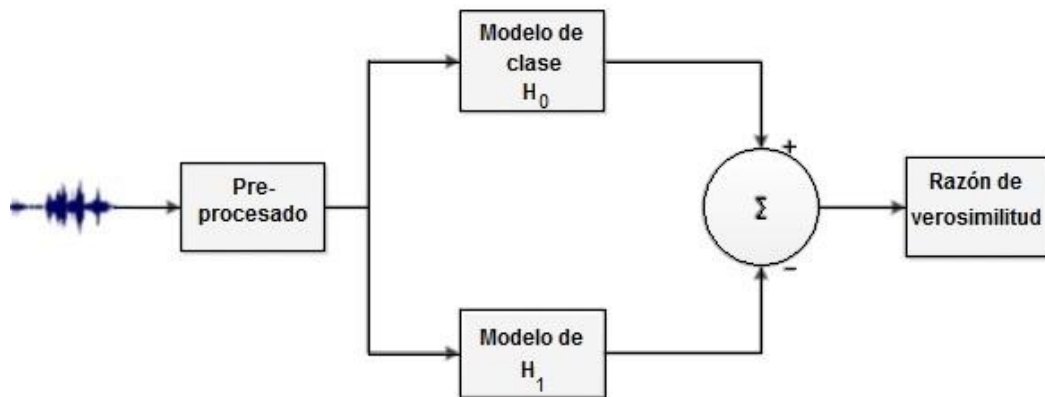 Modelo de
clase
H₀
+
Pre-
procesado
Σ
Razón de
verosimilitud
−
Modelo de
H₁